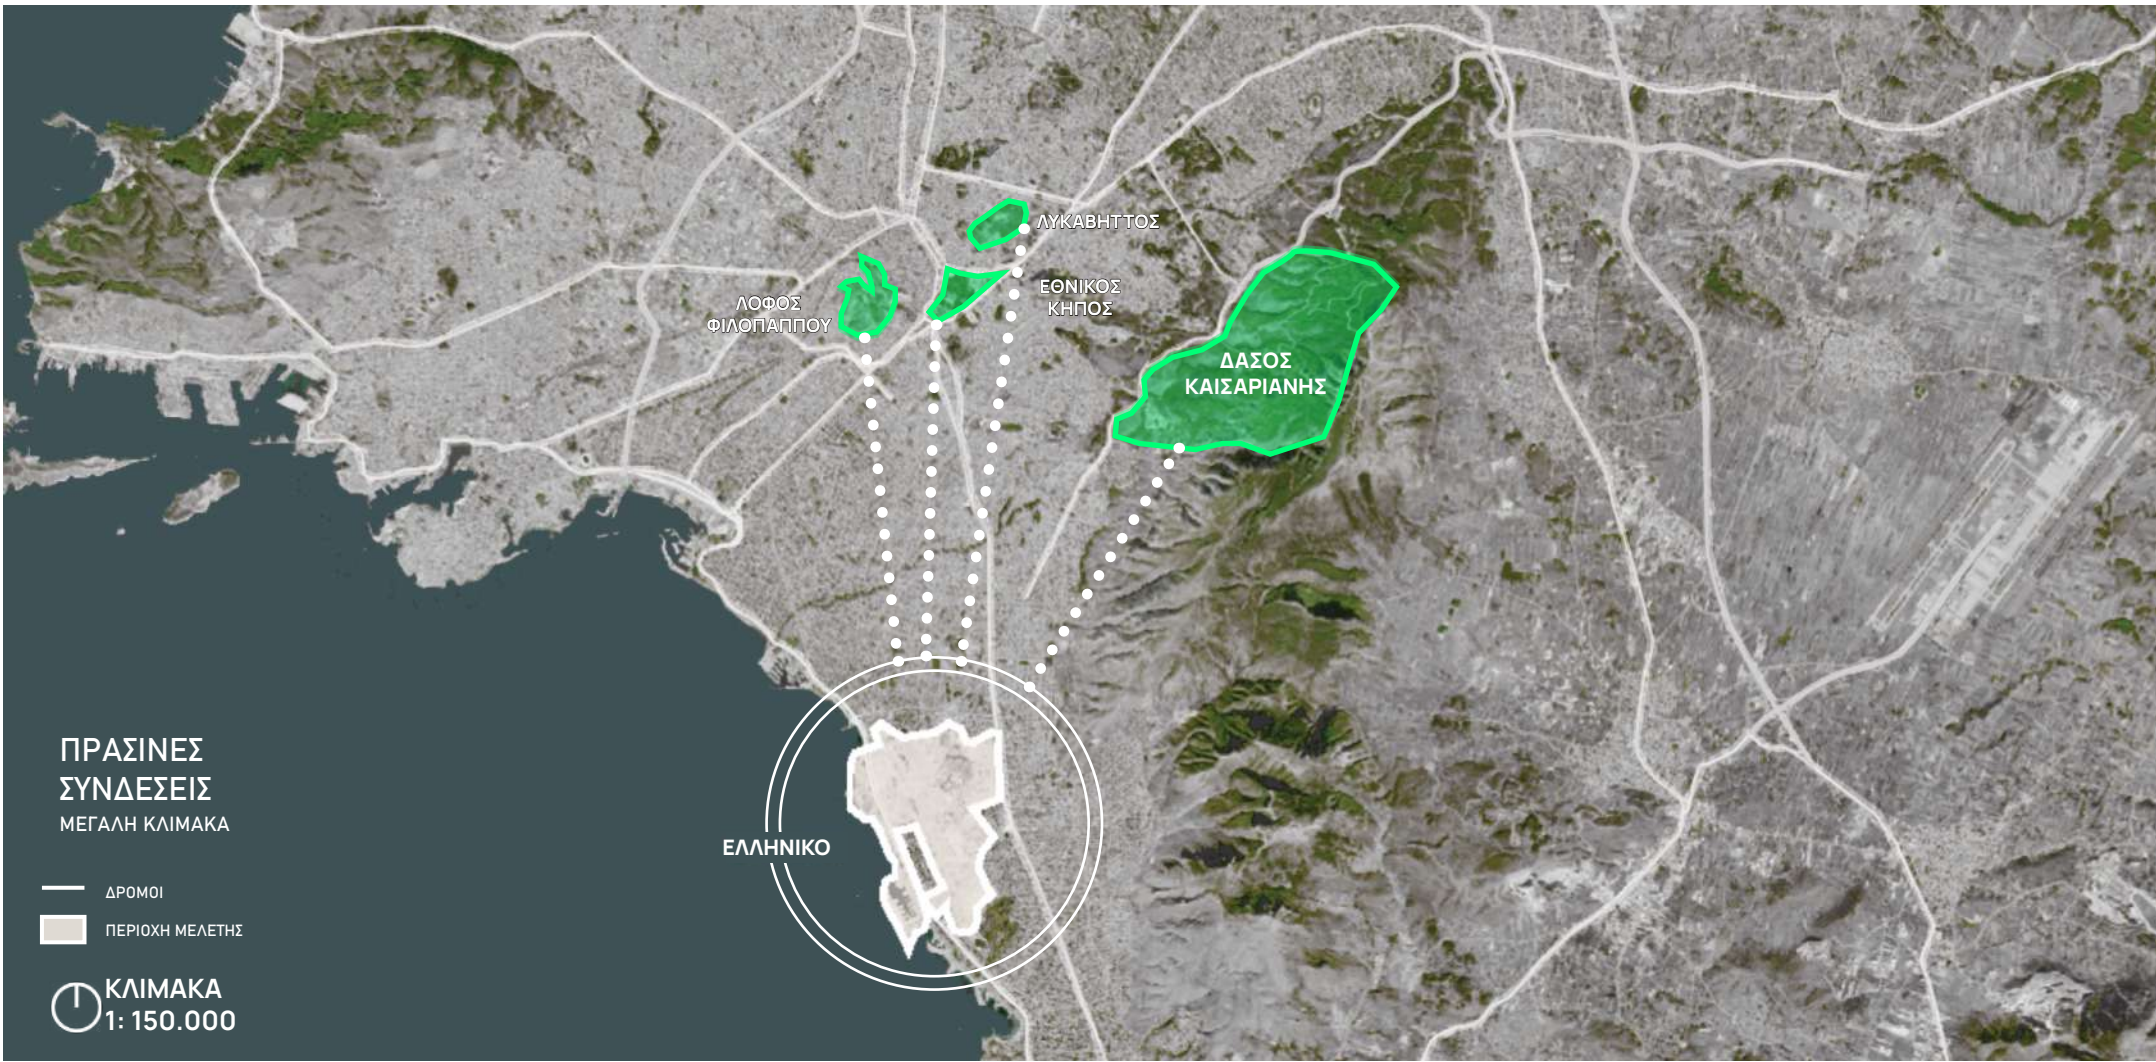 ΛΥΚΑΒΗΤΤΟΣ
ΕΘΝΙΚΟΣ
ΚΗΠΟΣ
ΛΟΦΟΣ
ΦΙΛΟΠΑΠΠΟΥ
ΔΑΣΟΣ
ΚΑΙΣΑΡΙΑΝΗΣ
ΠΡΑΣΙΝΕΣ
ΣΥΝΔΕΣΕΙΣ
ΜΕΓΑΛΗ ΚΛΙΜΑΚΑ
ΕΛΛΗΝΙΚΟ
ΔΡΟΜΟΙ
ΠΕΡΙΟΧΗ ΜΕΛΕΤΗΣ
ΚΛΙΜΑΚΑ
1: 150.000